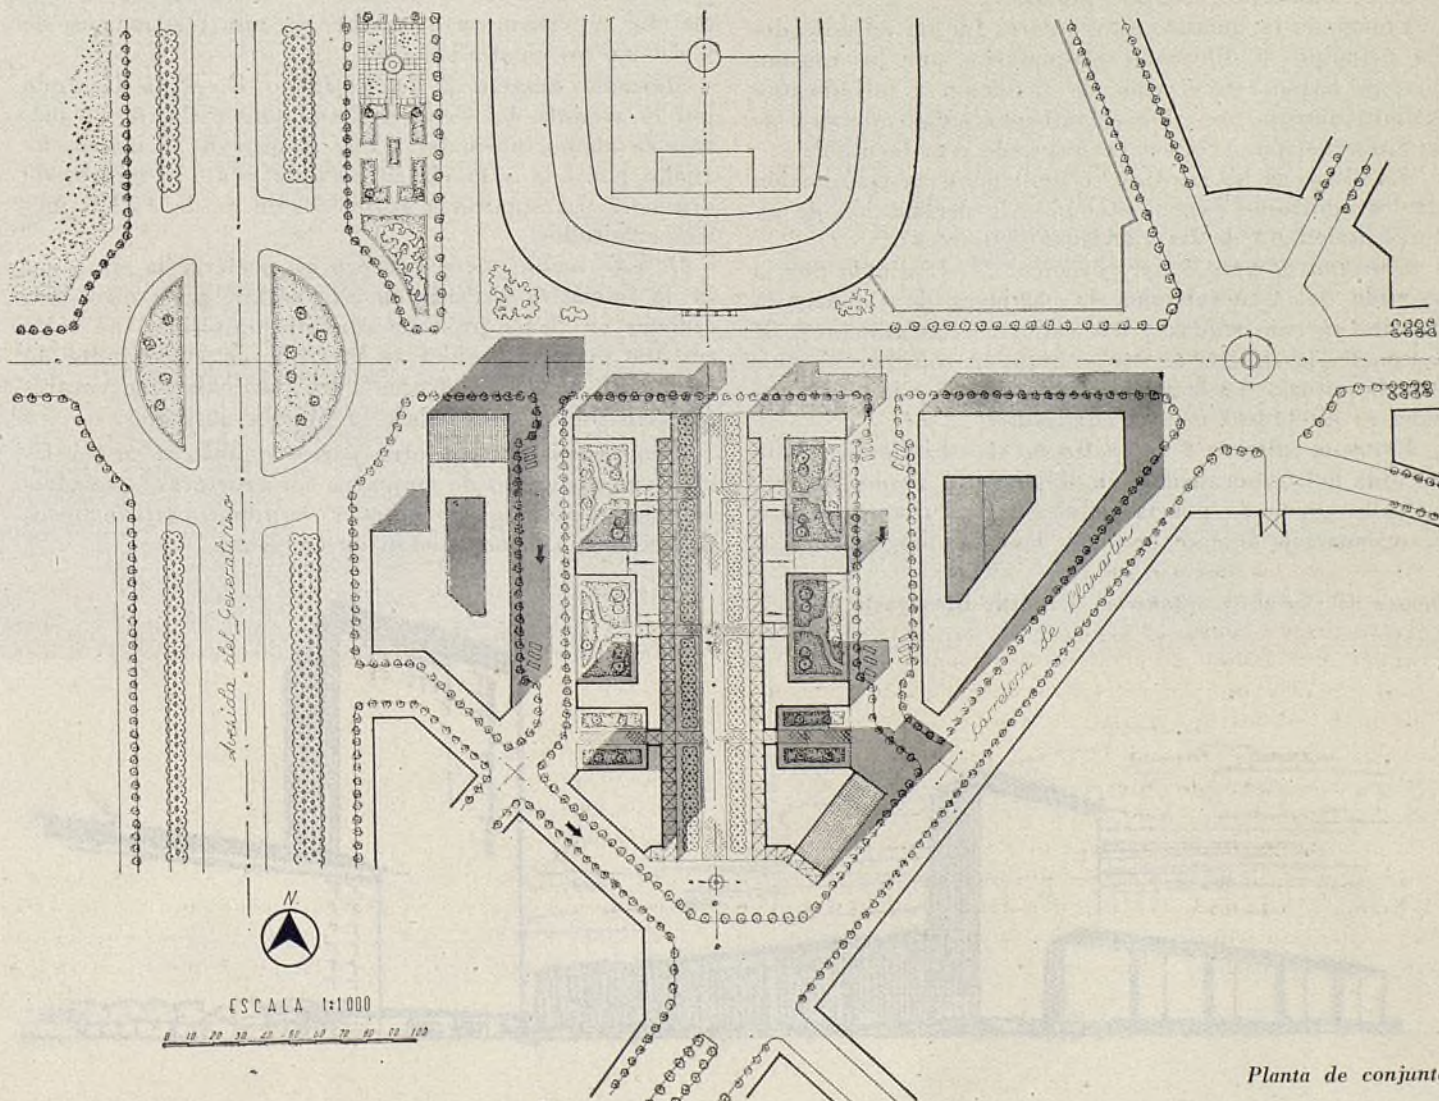 Avenida del Generalísimo
Carretera de Chamartín
N.
ESCALA 1:1000
0 10 20 30 40 50 60 70 80 90 100
Planta de conjunto